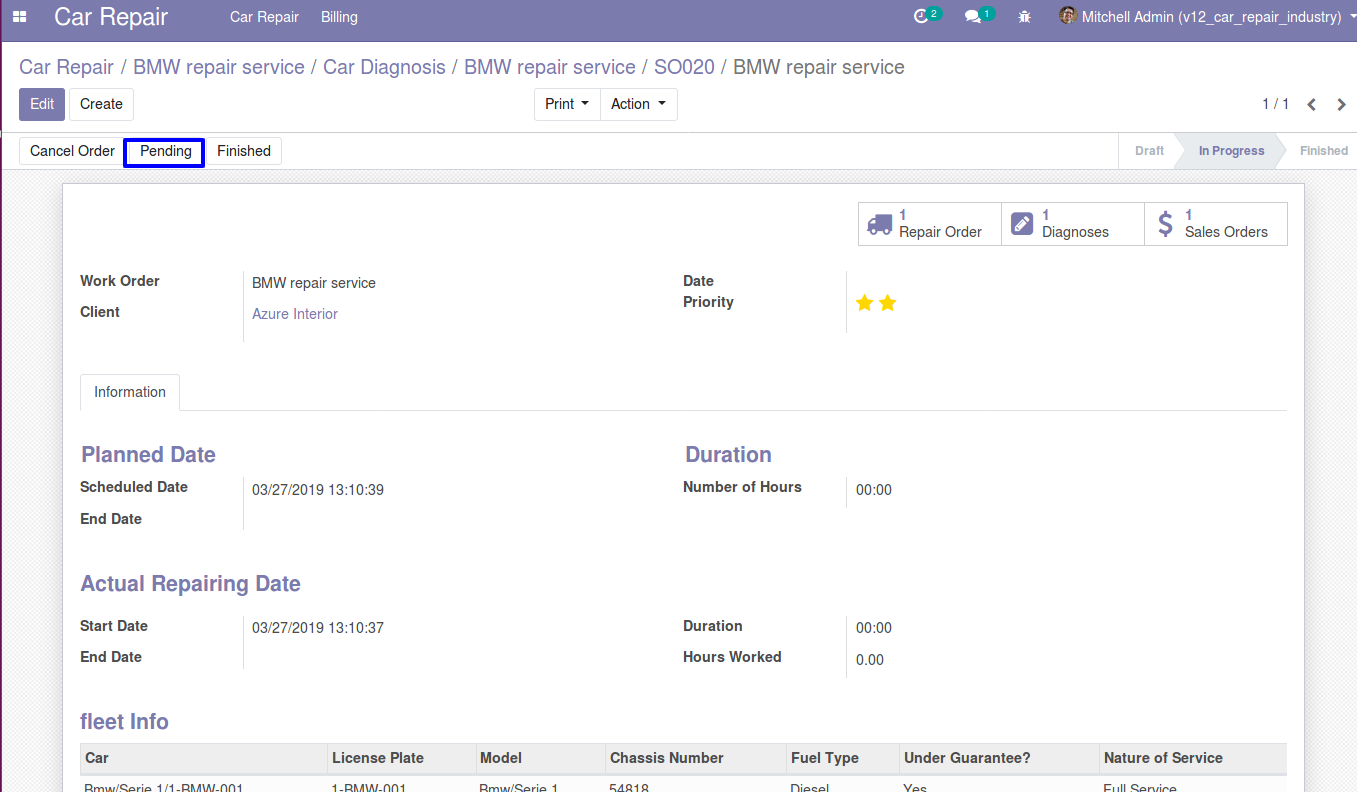 Car Repair Car Repair Billing 2 1 Mitchell Admin (v12_car_repair_industry)
Car Repair / BMW repair service / Car Diagnosis / BMW repair service / SO020 / BMW repair service
Edit Create Print Action 1 / 1
Cancel Order Pending Finished Draft In Progress Finished
1 Repair Order
1 Diagnoses
1 Sales Orders
Work Order BMW repair service
Client Azure Interior
Date
Priority
Information
Planned Date
Scheduled Date 03/27/2019 13:10:39
End Date
Duration
Number of Hours 00:00
Actual Repairing Date
Start Date 03/27/2019 13:10:37
End Date
Duration 00:00
Hours Worked 0.00
fleet Info
Car License Plate Model Chassis Number Fuel Type Under Guarantee? Nature of Service
Bmw/Serie 1/1-BMW-001 1-BMW-001 Bmw/Serie 1 54818 Diesel Yes Full Service